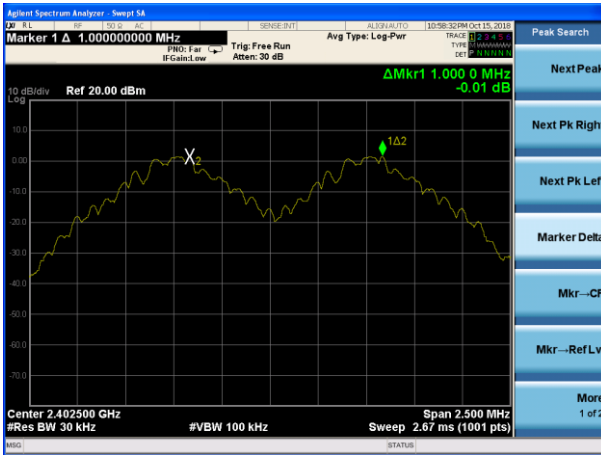 Agilent Spectrum Analyzer - Swept SA
RL RF 50 Ω AC SENSE:INT ALIGN AUTO 10:58:32 PM Oct 15, 2018
Marker 1 Δ 1.000000000 MHz
PNO: Far
IFGain:Low
Trig: Free Run
Atten: 30 dB
Avg Type: Log-Pwr
TRACE 1 2 3 4 5 6
TYPE
DET P N N N N N
ΔMkr1 1.000 0 MHz
-0.01 dB
10 dB/div Ref 20.00 dBm
Log
10.0
0.00
-10.0
-20.0
-30.0
-40.0
-50.0
-60.0
-70.0
X2
1Δ2
Center 2.402500 GHz
Span 2.500 MHz
#Res BW 30 kHz
#VBW 100 kHz
Sweep 2.67 ms (1001 pts)
MSG
STATUS
Peak Search
Next Peak
Next Pk Right
Next Pk Left
Marker Delta
Mkr→CF
Mkr→Ref Lv
More
1 of 2